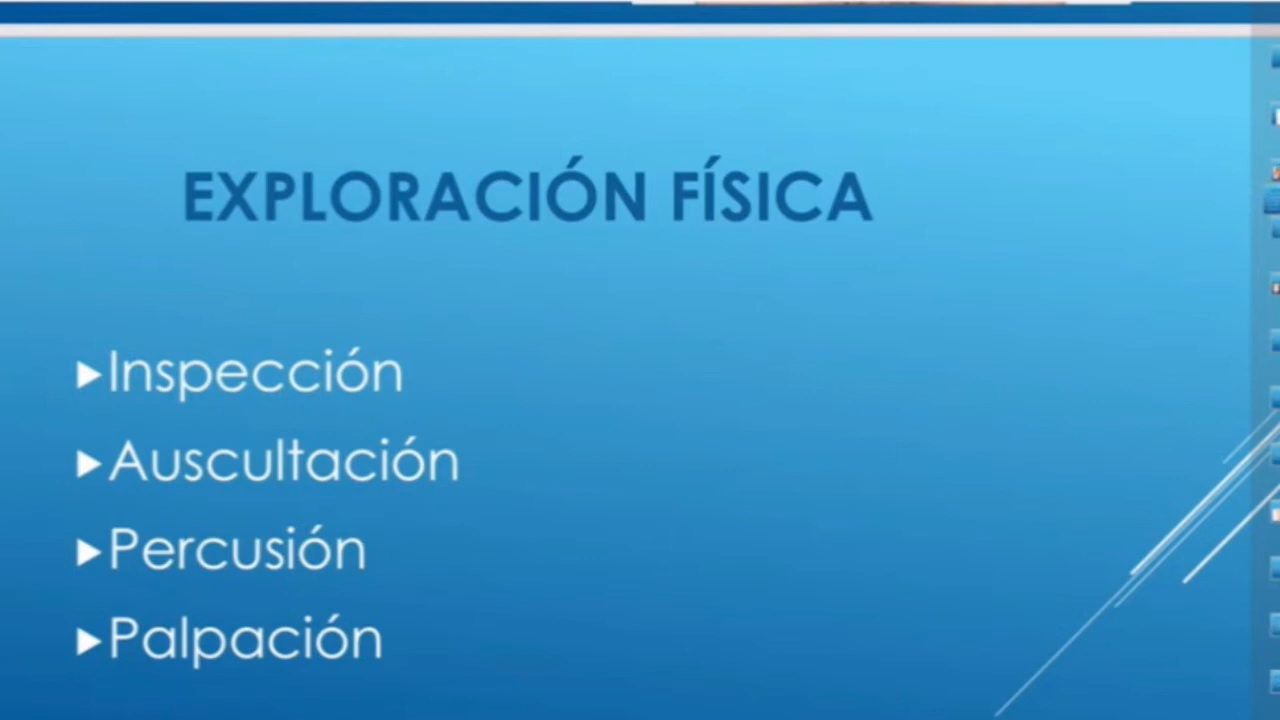 EXPLORACIÓN FÍSICA
Inspección
Auscultación
Percusión
Palpación